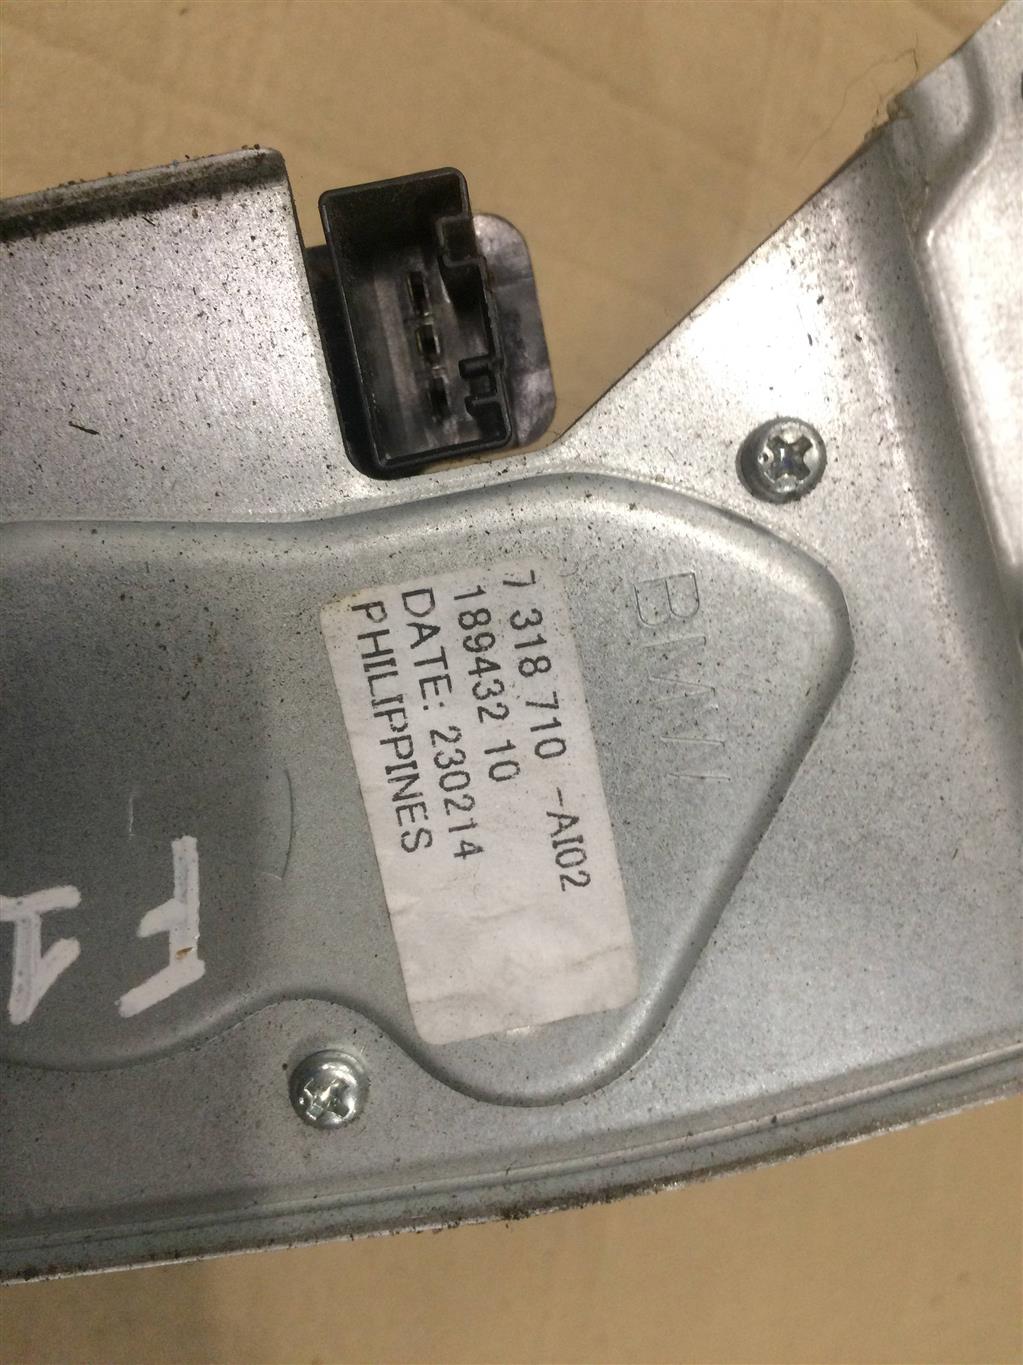 BMW
7 318 710 -AI02
189432 10
DATE: 230214
PHILIPPINES